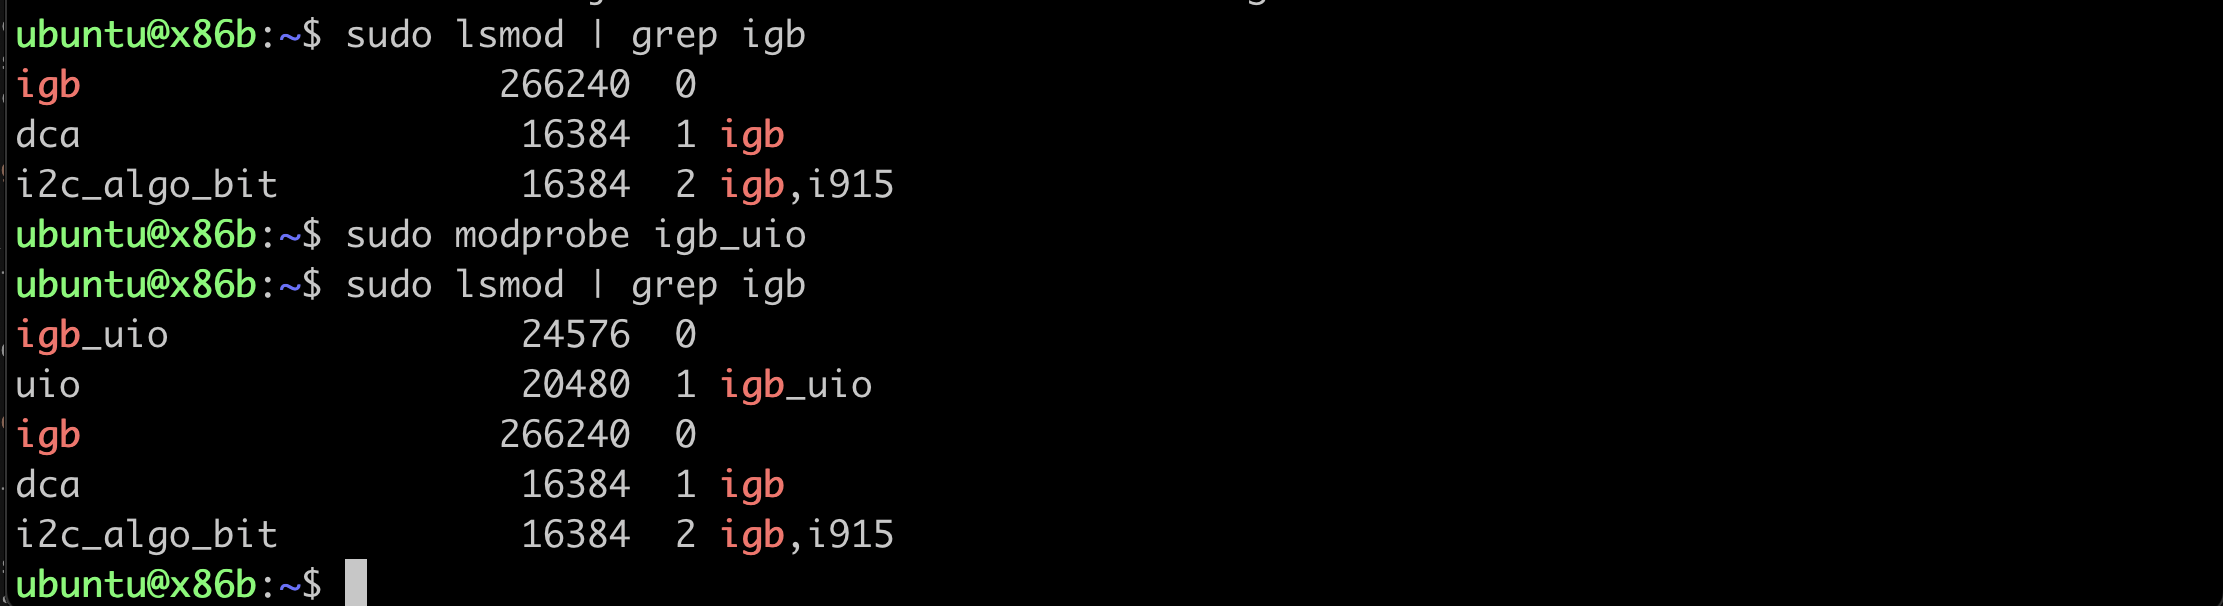 ubuntu@x86b:~$ sudo lsmod | grep igb
igb                   266240  0
dca                    16384  1 igb
i2c_algo_bit           16384  2 igb,i915
ubuntu@x86b:~$ sudo modprobe igb_uio
ubuntu@x86b:~$ sudo lsmod | grep igb
igb_uio                24576  0
uio                    20480  1 igb_uio
igb                   266240  0
dca                    16384  1 igb
i2c_algo_bit           16384  2 igb,i915
ubuntu@x86b:~$